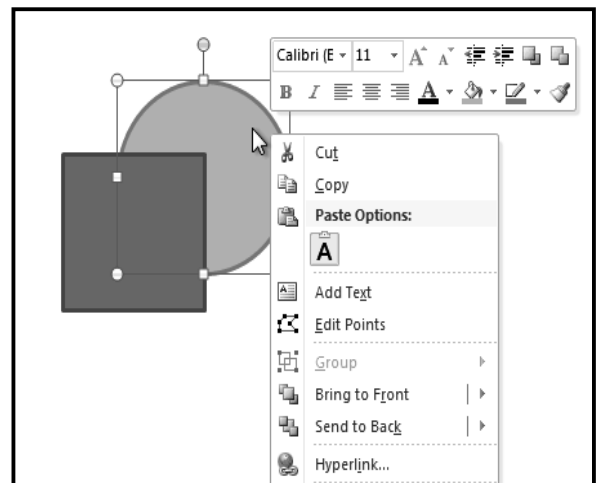 Calibri (E 11 A A
B I A
Cut
Copy
Paste Options:
A
Add Text
Edit Points
Group
Bring to Front
Send to Back
Hyperlink...